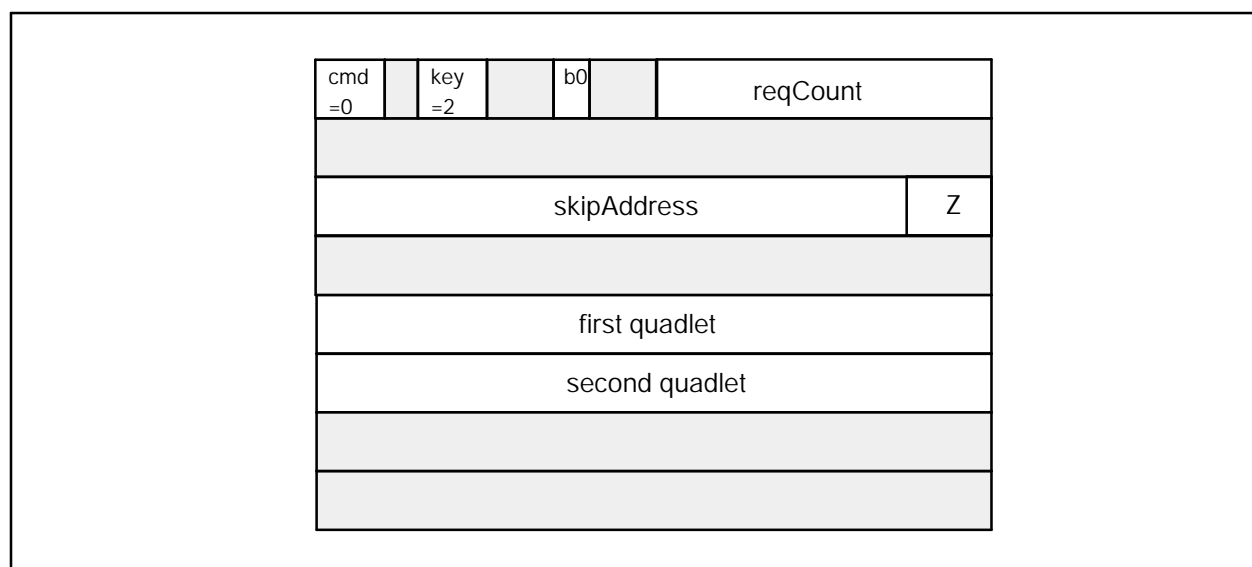 cmd
=0
key
=2
b0
reqCount
skipAddress
Z
first quadlet
second quadlet